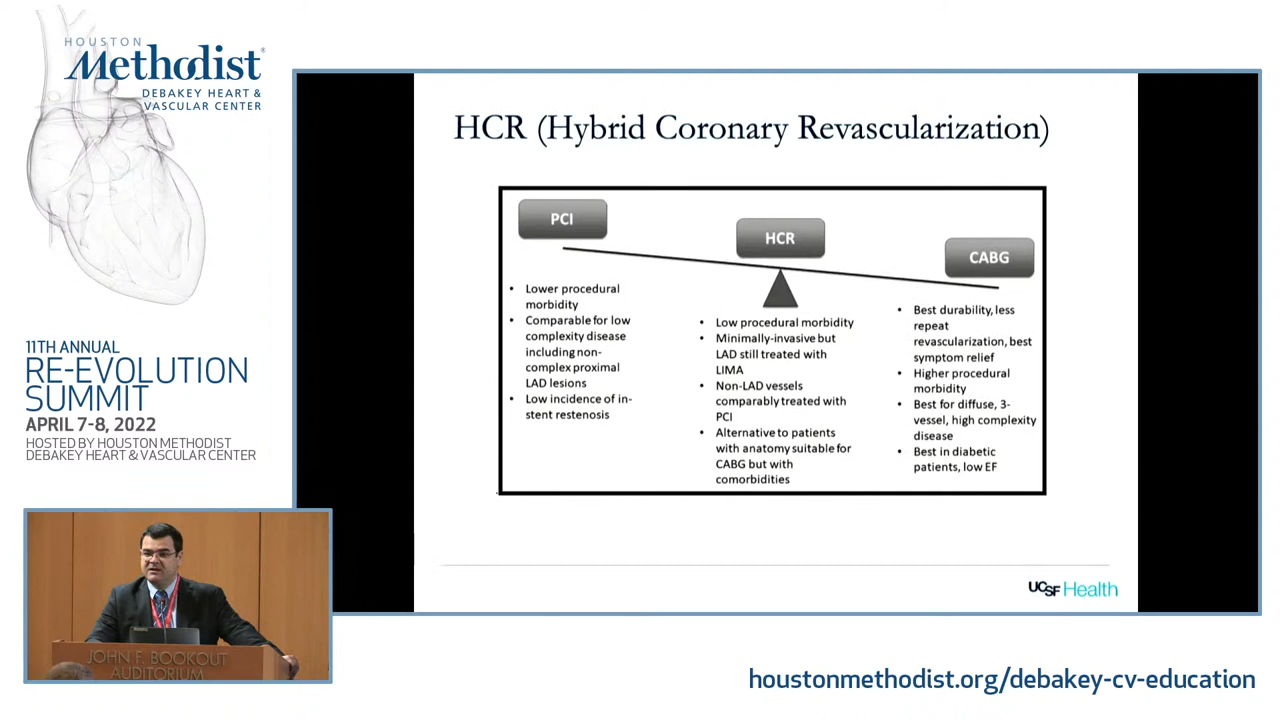 HOUSTON
Methodist®
DEBAKEY HEART &
VASCULAR CENTER
11TH ANNUAL
RE-EVOLUTION
SUMMIT
APRIL 7-8, 2022
HOSTED BY HOUSTON METHODIST
DEBAKEY HEART & VASCULAR CENTER
HCR (Hybrid Coronary Revascularization)
PCI
HCR
CABG
• Lower procedural
morbidity
• Comparable for low
complexity disease
including non-
complex proximal
LAD lesions
• Low incidence of in-
stent restenosis
• Low procedural morbidity
• Minimally-invasive but
LAD still treated with
LIMA
• Non-LAD vessels
comparably treated with
PCI
• Alternative to patients
with anatomy suitable for
CABG but with
comorbidities
• Best durability, less
repeat
revascularization, best
symptom relief
• Higher procedural
morbidity
• Best for diffuse, 3-
vessel, high complexity
disease
• Best in diabetic
patients, low EF
UCSF Health
JOHN F. BOOKOUT
AUDITORIUM
houstonmethodist.org/debakey-cv-education